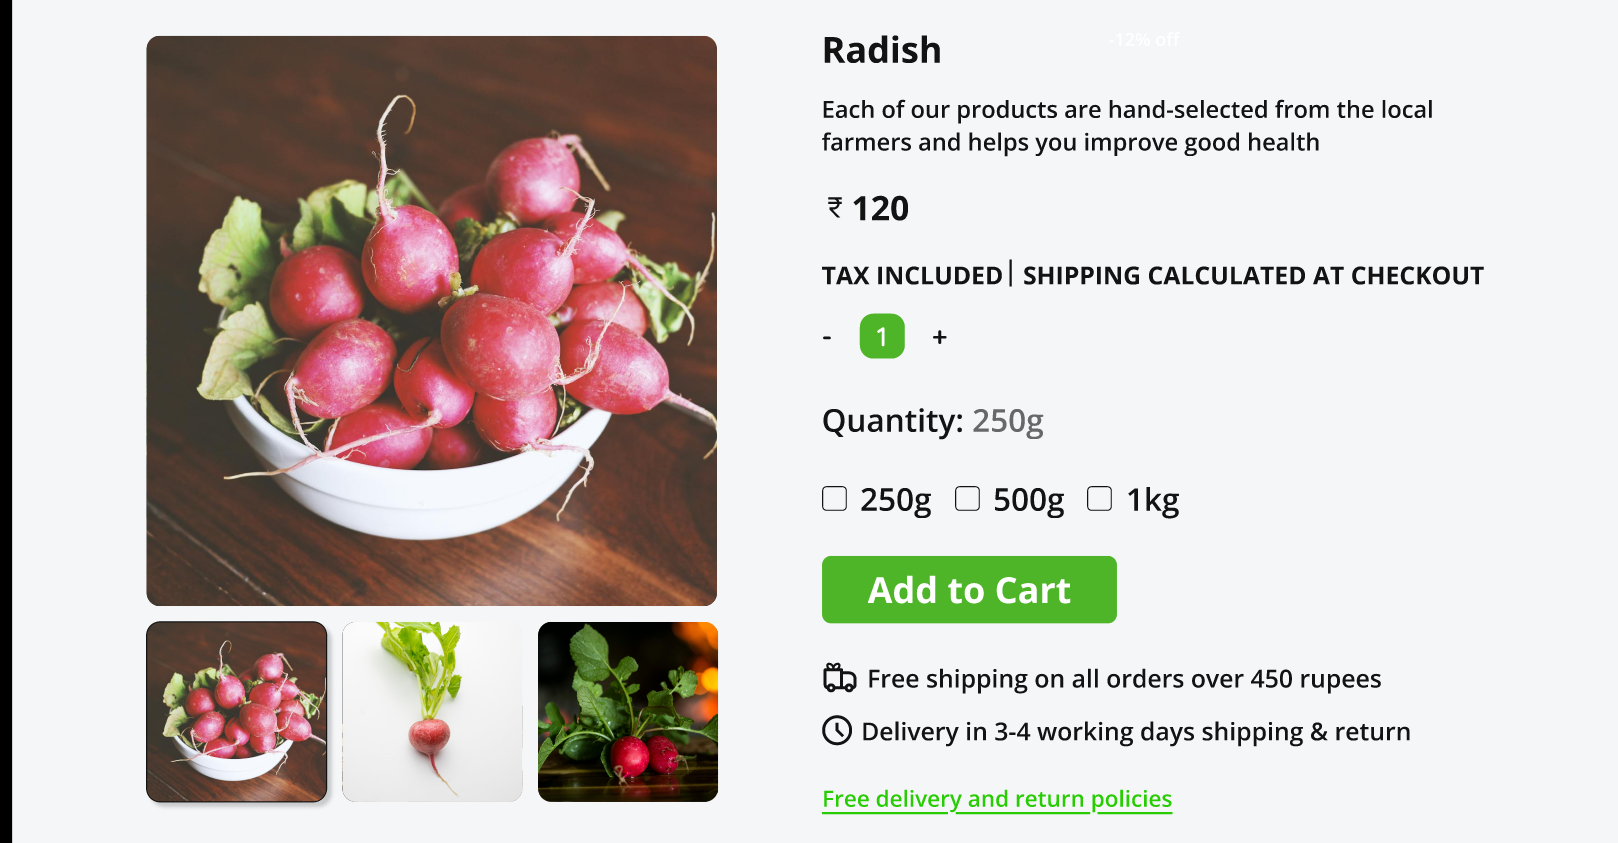 Radish
-12% off
Each of our products are hand-selected from the local
farmers and helps you improve good health
₹ 120
TAX INCLUDED | SHIPPING CALCULATED AT CHECKOUT
- 1 +
Quantity: 250g
250g 500g 1kg
Add to Cart
Free shipping on all orders over 450 rupees
Delivery in 3-4 working days shipping & return
Free delivery and return policies